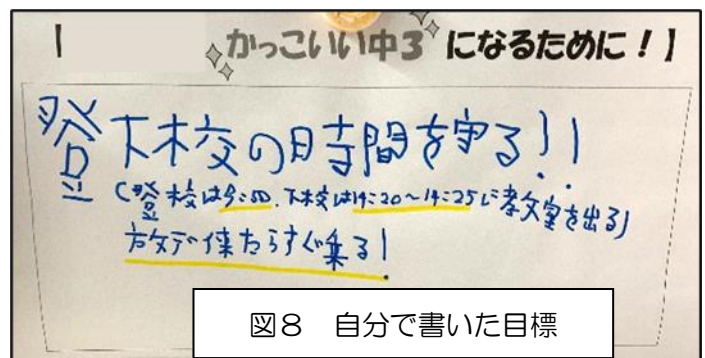 【 かっこいい中3になるために！】
登下校の時間を守る!!
(登校は9:50、下校は14:20～14:25に教室を出る)
放デイ来たらすぐ乗る!
図８　自分で書いた目標